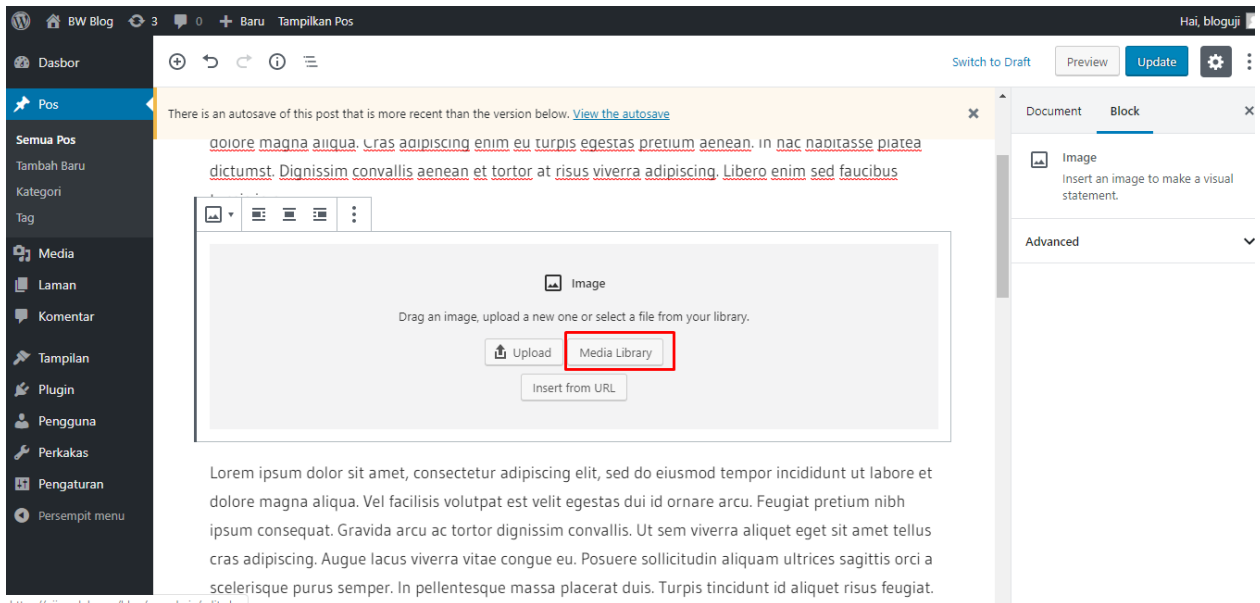 BW Blog 3 0 + Baru Tampilkan Pos Hai, bloguji
Dasbor
Pos
Semua Pos
Tambah Baru
Kategori
Tag
Media
Laman
Komentar
Tampilan
Plugin
Pengguna
Perkakas
Pengaturan
Persempit menu
Switch to Draft Preview Update
There is an autosave of this post that is more recent than the version below. View the autosave
dolore magna aliqua. Cras adipiscing enim eu turpis egestas pretium aenean. In hac habitasse platea
dictumst. Dignissim convallis aenean et tortor at risus viverra adipiscing. Libero enim sed faucibus
Image
Drag an image, upload a new one or select a file from your library.
Upload Media Library
Insert from URL
Lorem ipsum dolor sit amet, consectetur adipiscing elit, sed do eiusmod tempor incididunt ut labore et
dolore magna aliqua. Vel facilisis volutpat est velit egestas dui id ornare arcu. Feugiat pretium nibh
ipsum consequat. Gravida arcu ac tortor dignissim convallis. Ut sem viverra aliquet eget sit amet tellus
cras adipiscing. Augue lacus viverra vitae congue eu. Posuere sollicitudin aliquam ultrices sagittis orci a
scelerisque purus semper. In pellentesque massa placerat duis. Turpis tincidunt id aliquet risus feugiat.
Document Block
Image
Insert an image to make a visual
statement.
Advanced